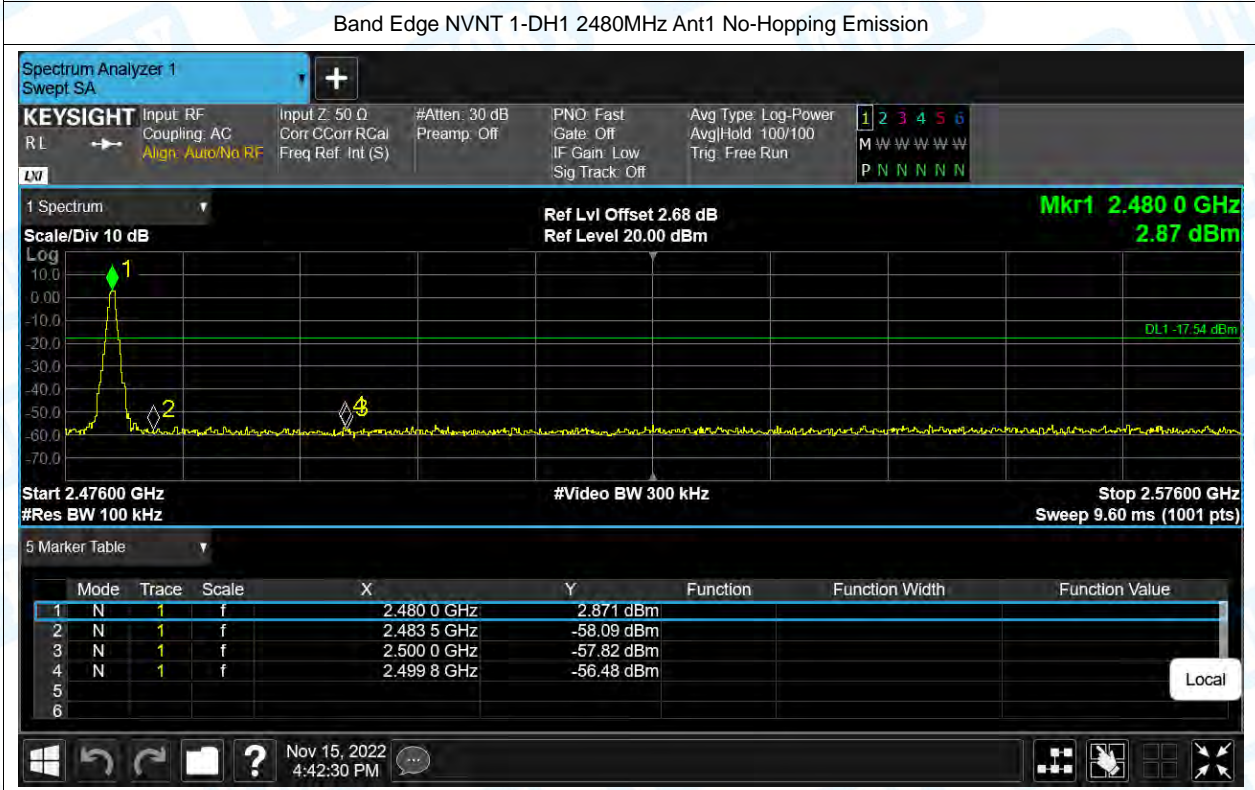 Band Edge NVNT 1-DH1 2480MHz Ant1 No-Hopping Emission
Spectrum Analyzer 1
Swept SA
+
KEYSIGHT
RL
LXI
Input: RF
Coupling: AC
Align: Auto/No RF
Input Z: 50 Ω
Corr CCorr RCal
Freq Ref: Int (S)
#Atten: 30 dB
Preamp: Off
PNO: Fast
Gate: Off
IF Gain: Low
Sig Track: Off
Avg Type: Log-Power
Avg|Hold: 100/100
Trig: Free Run
1 2 3 4 5 6
M W W W W W
P N N N N N
1 Spectrum
Scale/Div 10 dB
Ref Lvl Offset 2.68 dB
Ref Level 20.00 dBm
Mkr1 2.480 0 GHz
2.87 dBm
Log
10.0
0.00
-10.0
-20.0
-30.0
-40.0
-50.0
-60.0
-70.0
1
2
4
DL1 -17.54 dBm
Start 2.47600 GHz
#Video BW 300 kHz
Stop 2.57600 GHz
#Res BW 100 kHz
Sweep 9.60 ms (1001 pts)
5 Marker Table
Mode Trace Scale X Y Function Function Width Function Value
1 N 1 f 2.480 0 GHz 2.871 dBm
2 N 1 f 2.483 5 GHz -58.09 dBm
3 N 1 f 2.500 0 GHz -57.82 dBm
4 N 1 f 2.499 8 GHz -56.48 dBm
5
6
Local
?
Nov 15, 2022
4:42:30 PM